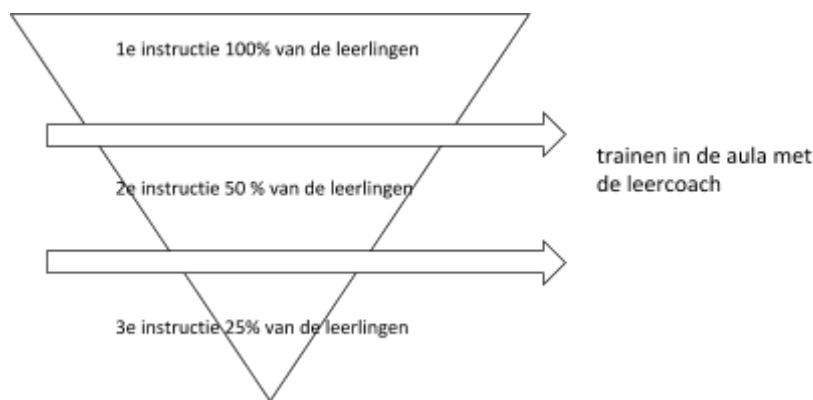 1e instructie 100% van de leerlingen
2e instructie 50 % van de leerlingen
trainen in de aula met
de leercoach
3e instructie 25% van de leerlingen